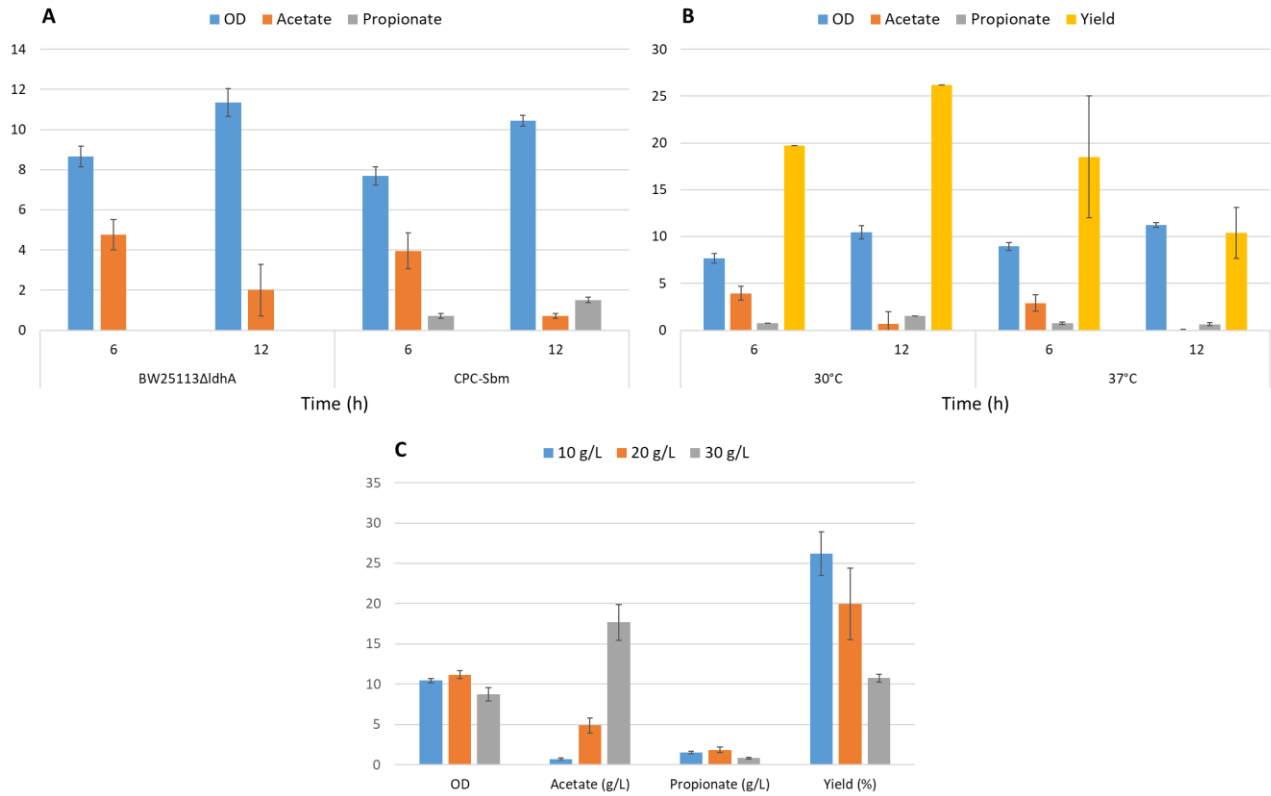 A
OD Acetate Propionate
14
12
10
8
6
4
2
0
6 12 6 12
BW25113ΔldhA CPC-Sbm
Time (h)
B
OD Acetate Propionate Yield
30
25
20
15
10
5
0
6 12 6 12
30°C 37°C
Time (h)
C
10 g/L 20 g/L 30 g/L
35
30
25
20
15
10
5
0
OD Acetate (g/L) Propionate (g/L) Yield (%)